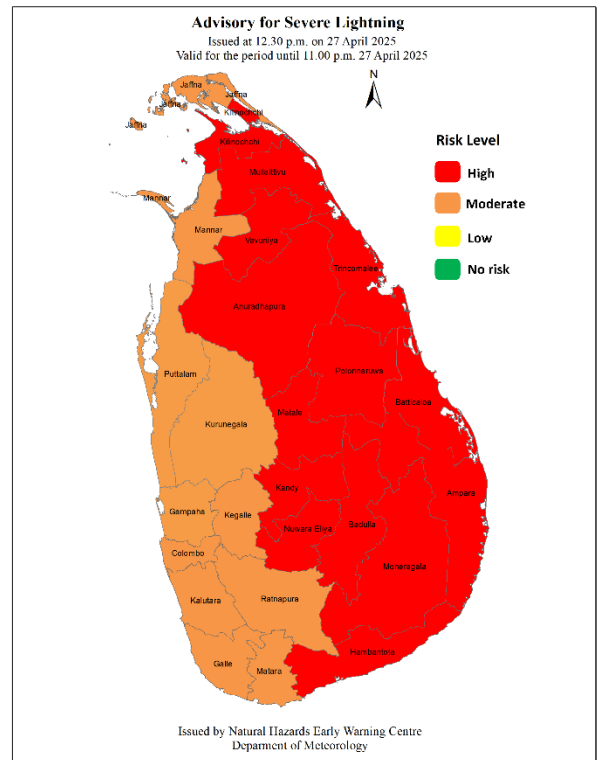 Advisory for Severe Lightning
Issued at 12.30 p.m. on 27 April 2025
Valid for the period until 11.00 p.m. 27 April 2025
N
Jaffna
Jaffna
Jaffna
Jaffna
Kilinochchi
Kilinochchi
Mulaittivu
Mannar
Mannar
Vavuniya
Trincomalee
Anuradhapura
Puttalam
Polonnaruwa
Kurunegala
Matale
Batticaloa
Kandy
Ampara
Gampaha
Kegalle
Nuwara Eliya
Badulla
Colombo
Moneragala
Kalutara
Ratnapura
Hambantota
Galle
Matara
Risk Level
High
Moderate
Low
No risk
Issued by Natural Hazards Early Warning Centre
Deparment of Meteorology